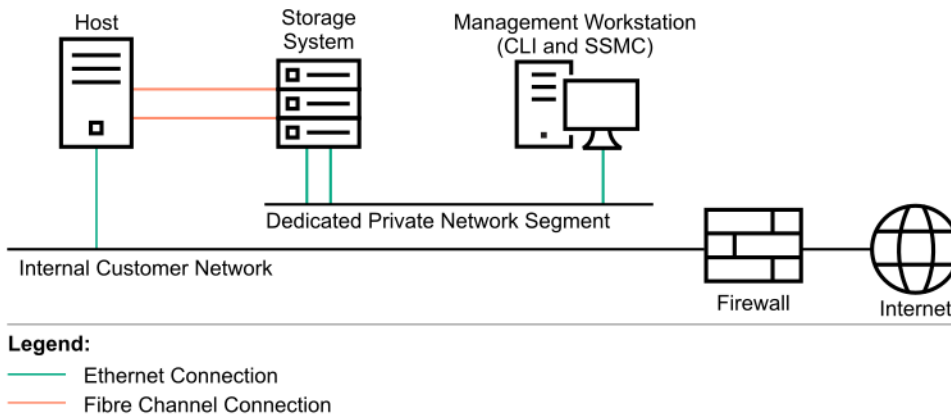 Host
Storage
System
Management Workstation
(CLI and SSMC)
Dedicated Private Network Segment
Internal Customer Network
Firewall
Internet
Legend:
Ethernet Connection
Fibre Channel Connection